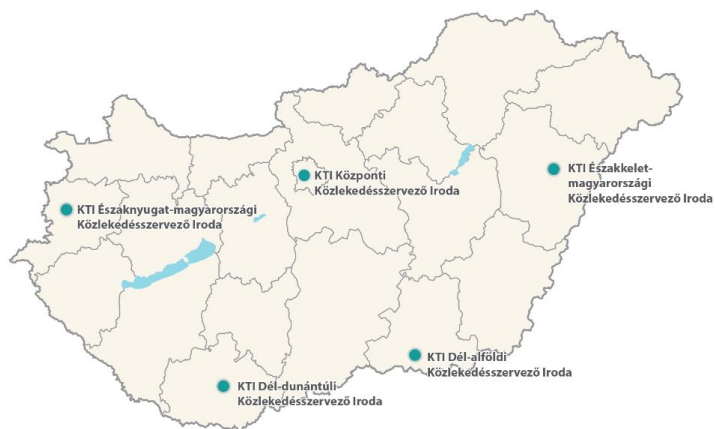 KTI Központi
Közlekedésszervező Iroda
KTI Északkelet-
magyarországi
Közlekedésszervező Iroda
KTI Északnyugat-magyarországi
Közlekedésszervező Iroda
KTI Dél-alföldi
Közlekedésszervező Iroda
KTI Dél-dunántúli
Közlekedésszervező Iroda